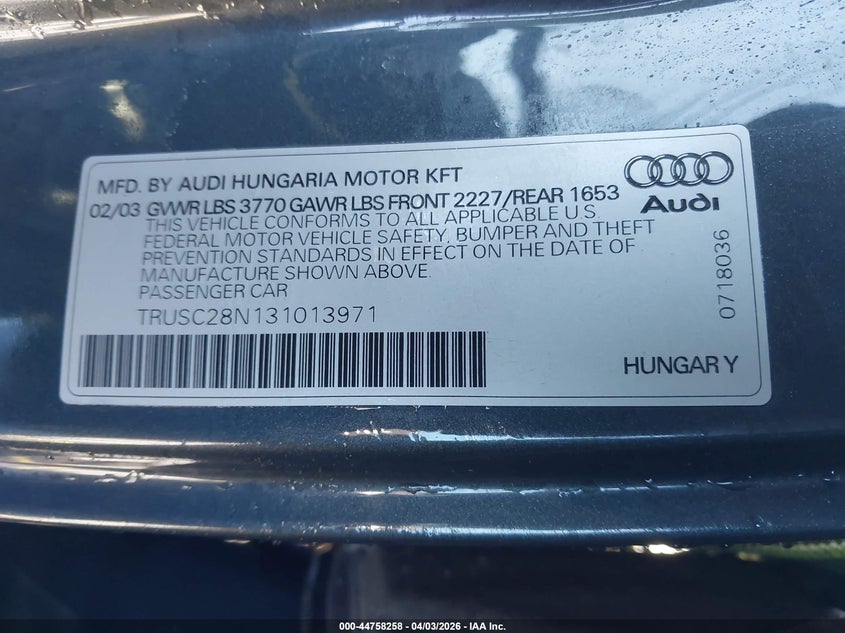 MFD. BY AUDI HUNGARIA MOTOR KFT
02/03 GVWR LBS 3770 GAWR LBS FRONT 2227/REAR 1653
THIS VEHICLE CONFORMS TO ALL APPLICABLE U.S.
FEDERAL MOTOR VEHICLE SAFETY, BUMPER AND THEFT
PREVENTION STANDARDS IN EFFECT ON THE DATE OF
MANUFACTURE SHOWN ABOVE.
PASSENGER CAR
TRUSC28N131013971
Audi
0718036
HUNGARY
000-44758258 - 04/03/2026 - IAA Inc.